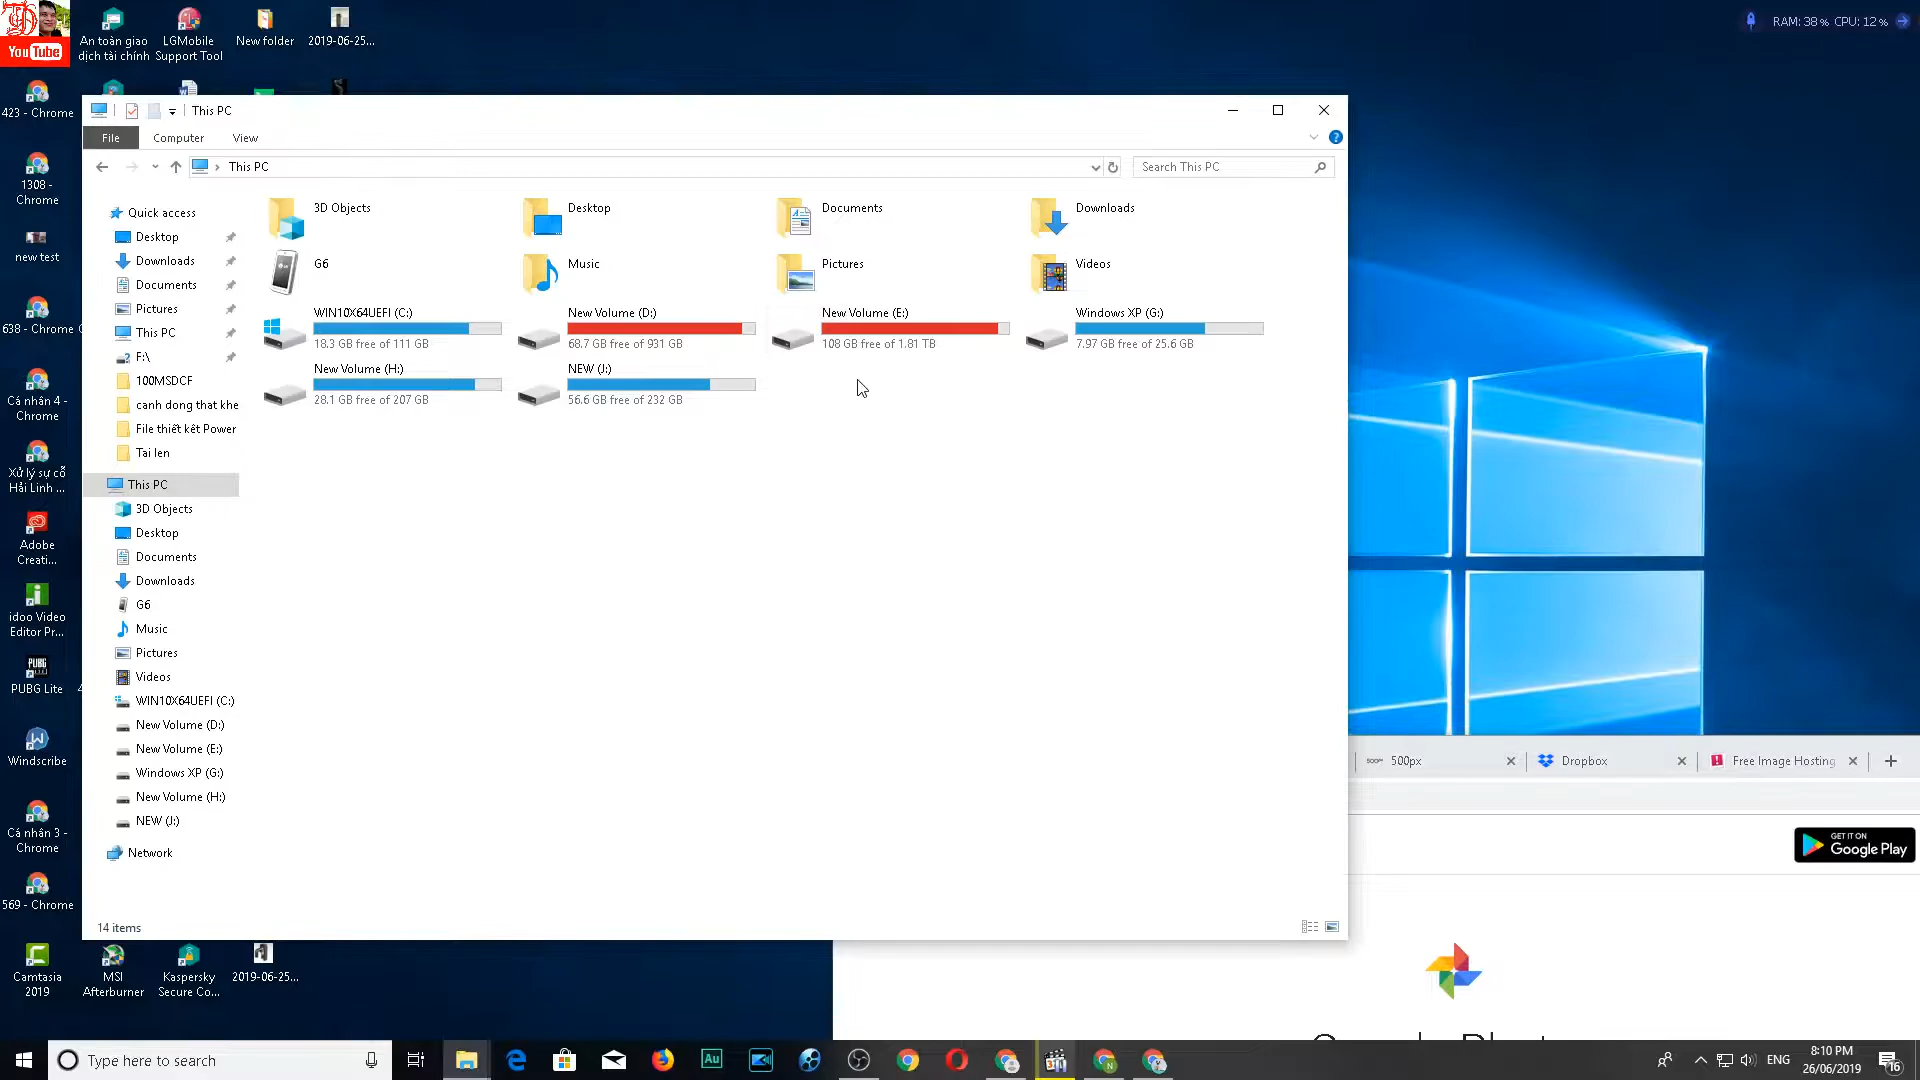 You Tube
An toàn giao
dịch tài chính
LGMobile
Support Tool
New folder
2019-06-25...
RAM: 38 % CPU: 12 %
423 - Chrome
1308 -
Chrome
new test
638 - Chrome
Cá nhân 4 -
Chrome
Xử lý sự cỗ
Hải Linh ...
Adobe
Creati...
idoo Video
Editor Pr...
PUBG
PUBG Lite
Windscribe
Cá nhân 3 -
Chrome
569 - Chrome
Camtasia
2019
MSI
Afterburner
Kaspersky
Secure Co...
2019-06-25...
This PC
File
Computer
View
This PC
Search This PC
Quick access
Desktop
Downloads
Documents
Pictures
This PC
F:\
100MSDCF
canh dong that khe
File thiết kêt Power
Tai len
This PC
3D Objects
Desktop
Documents
Downloads
G6
Music
Pictures
Videos
WIN10X64UEFI (C:)
New Volume (D:)
New Volume (E:)
Windows XP (G:)
New Volume (H:)
NEW (J:)
Network
3D Objects
Desktop
Documents
Downloads
G6
Music
Pictures
Videos
WIN10X64UEFI (C:)
18.3 GB free of 111 GB
New Volume (D:)
68.7 GB free of 931 GB
New Volume (E:)
108 GB free of 1.81 TB
Windows XP (G:)
7.97 GB free of 25.6 GB
New Volume (H:)
28.1 GB free of 207 GB
NEW (J:)
56.6 GB free of 232 GB
14 items
500px
Dropbox
Free Image Hosting
GET IT ON
Google Play
Type here to search
Au
ENG
8:10 PM
26/06/2019
16